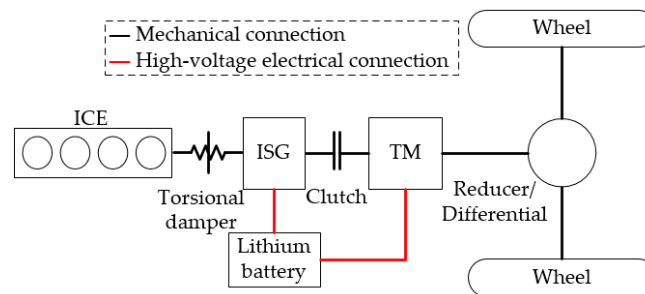 Wheel
Mechanical connection
High-voltage electrical connection
ICE
ISG
TM
Torsional
damper
Clutch
Reducer/
Differential
Lithium
battery
Wheel